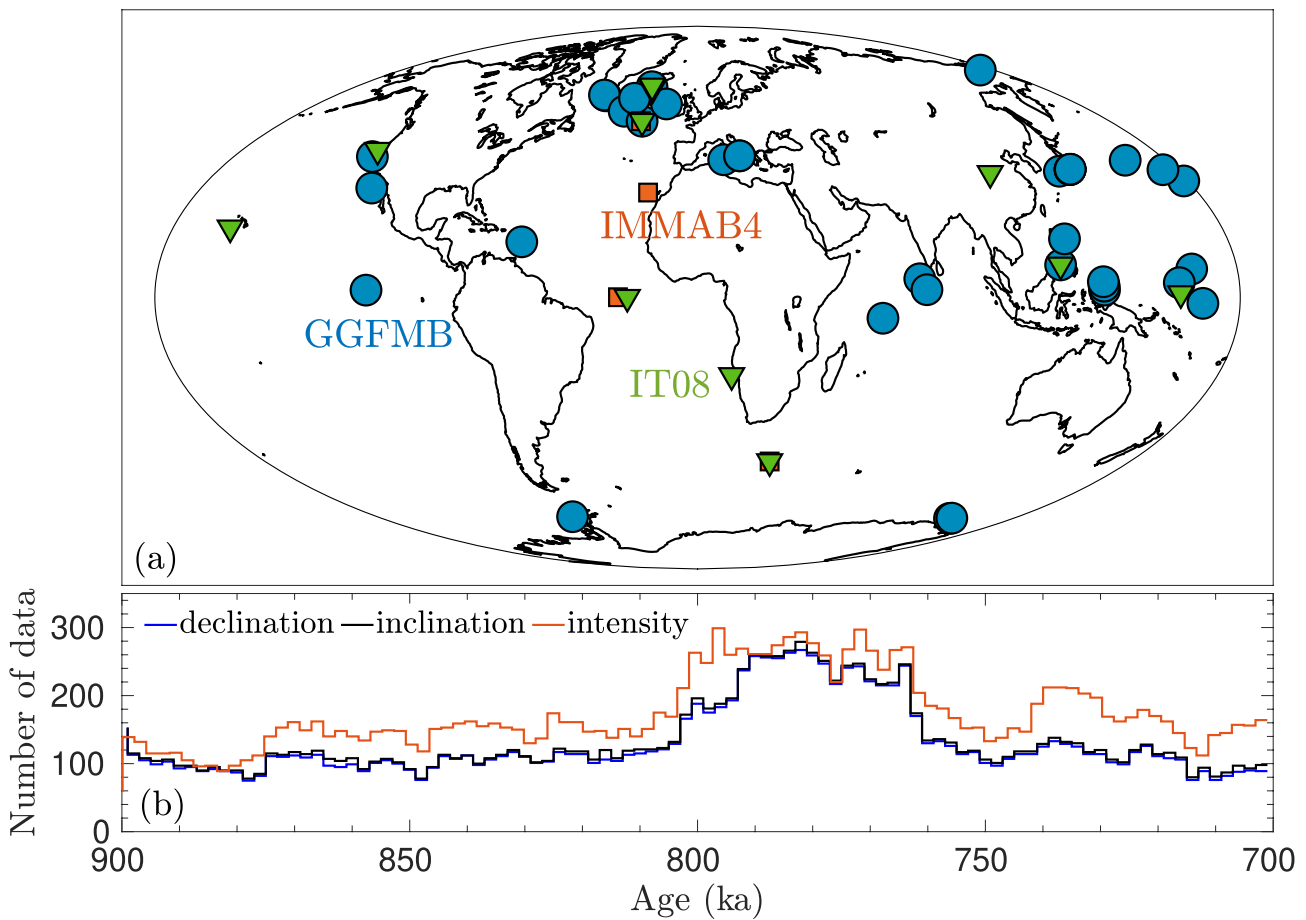 IMMAB4
GGFMB
IT08
(a)
declination inclination intensity
Number of data
300
200
100
0
(b)
900 850 800 750 700
Age (ka)